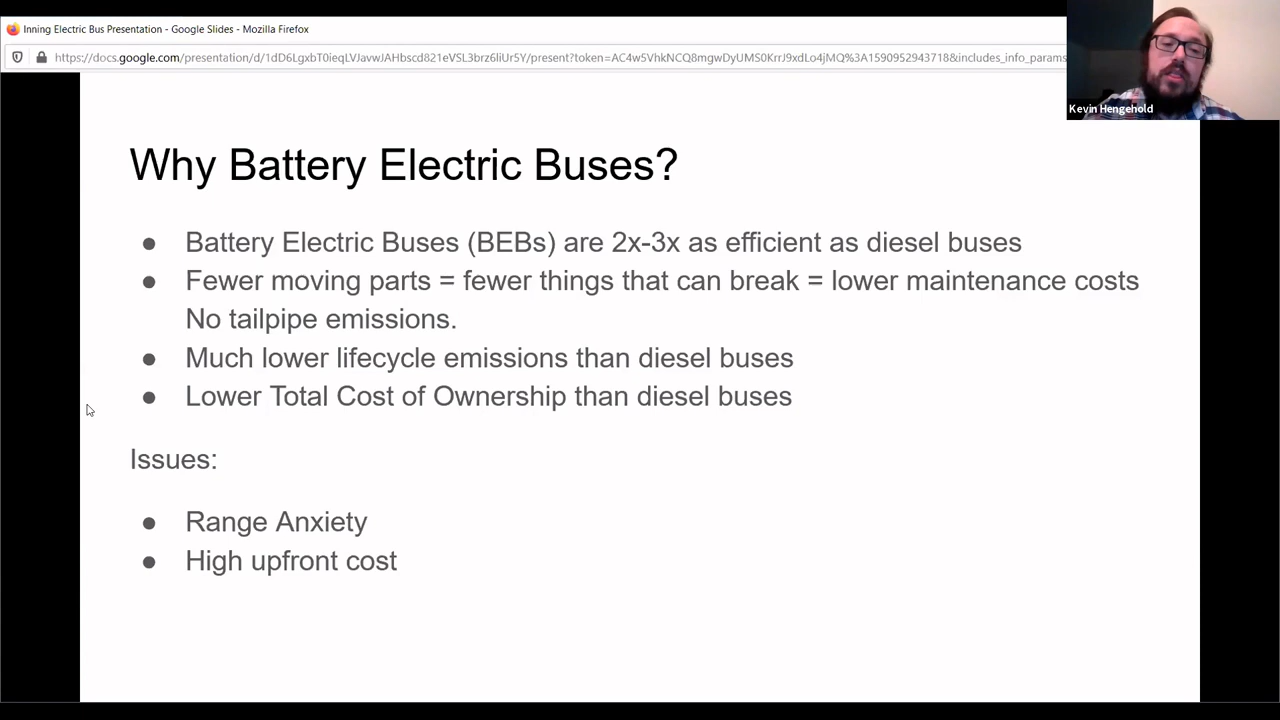 Inning Electric Bus Presentation - Google Slides - Mozilla Firefox
https://docs.google.com/presentation/d/1dD6LgxbT0ieqLVJavwJAHbscd821eVSL3brz6liUr5Y/present?token=AC4w5VhkNCQ8mgwDyUMS0KrrJ9xdLo4jMQ%3A1590952943718&includes_info_params
Kevin Hengehold
Why Battery Electric Buses?
● Battery Electric Buses (BEBs) are 2x-3x as efficient as diesel buses
● Fewer moving parts = fewer things that can break = lower maintenance costs
No tailpipe emissions.
● Much lower lifecycle emissions than diesel buses
● Lower Total Cost of Ownership than diesel buses
Issues:
● Range Anxiety
● High upfront cost